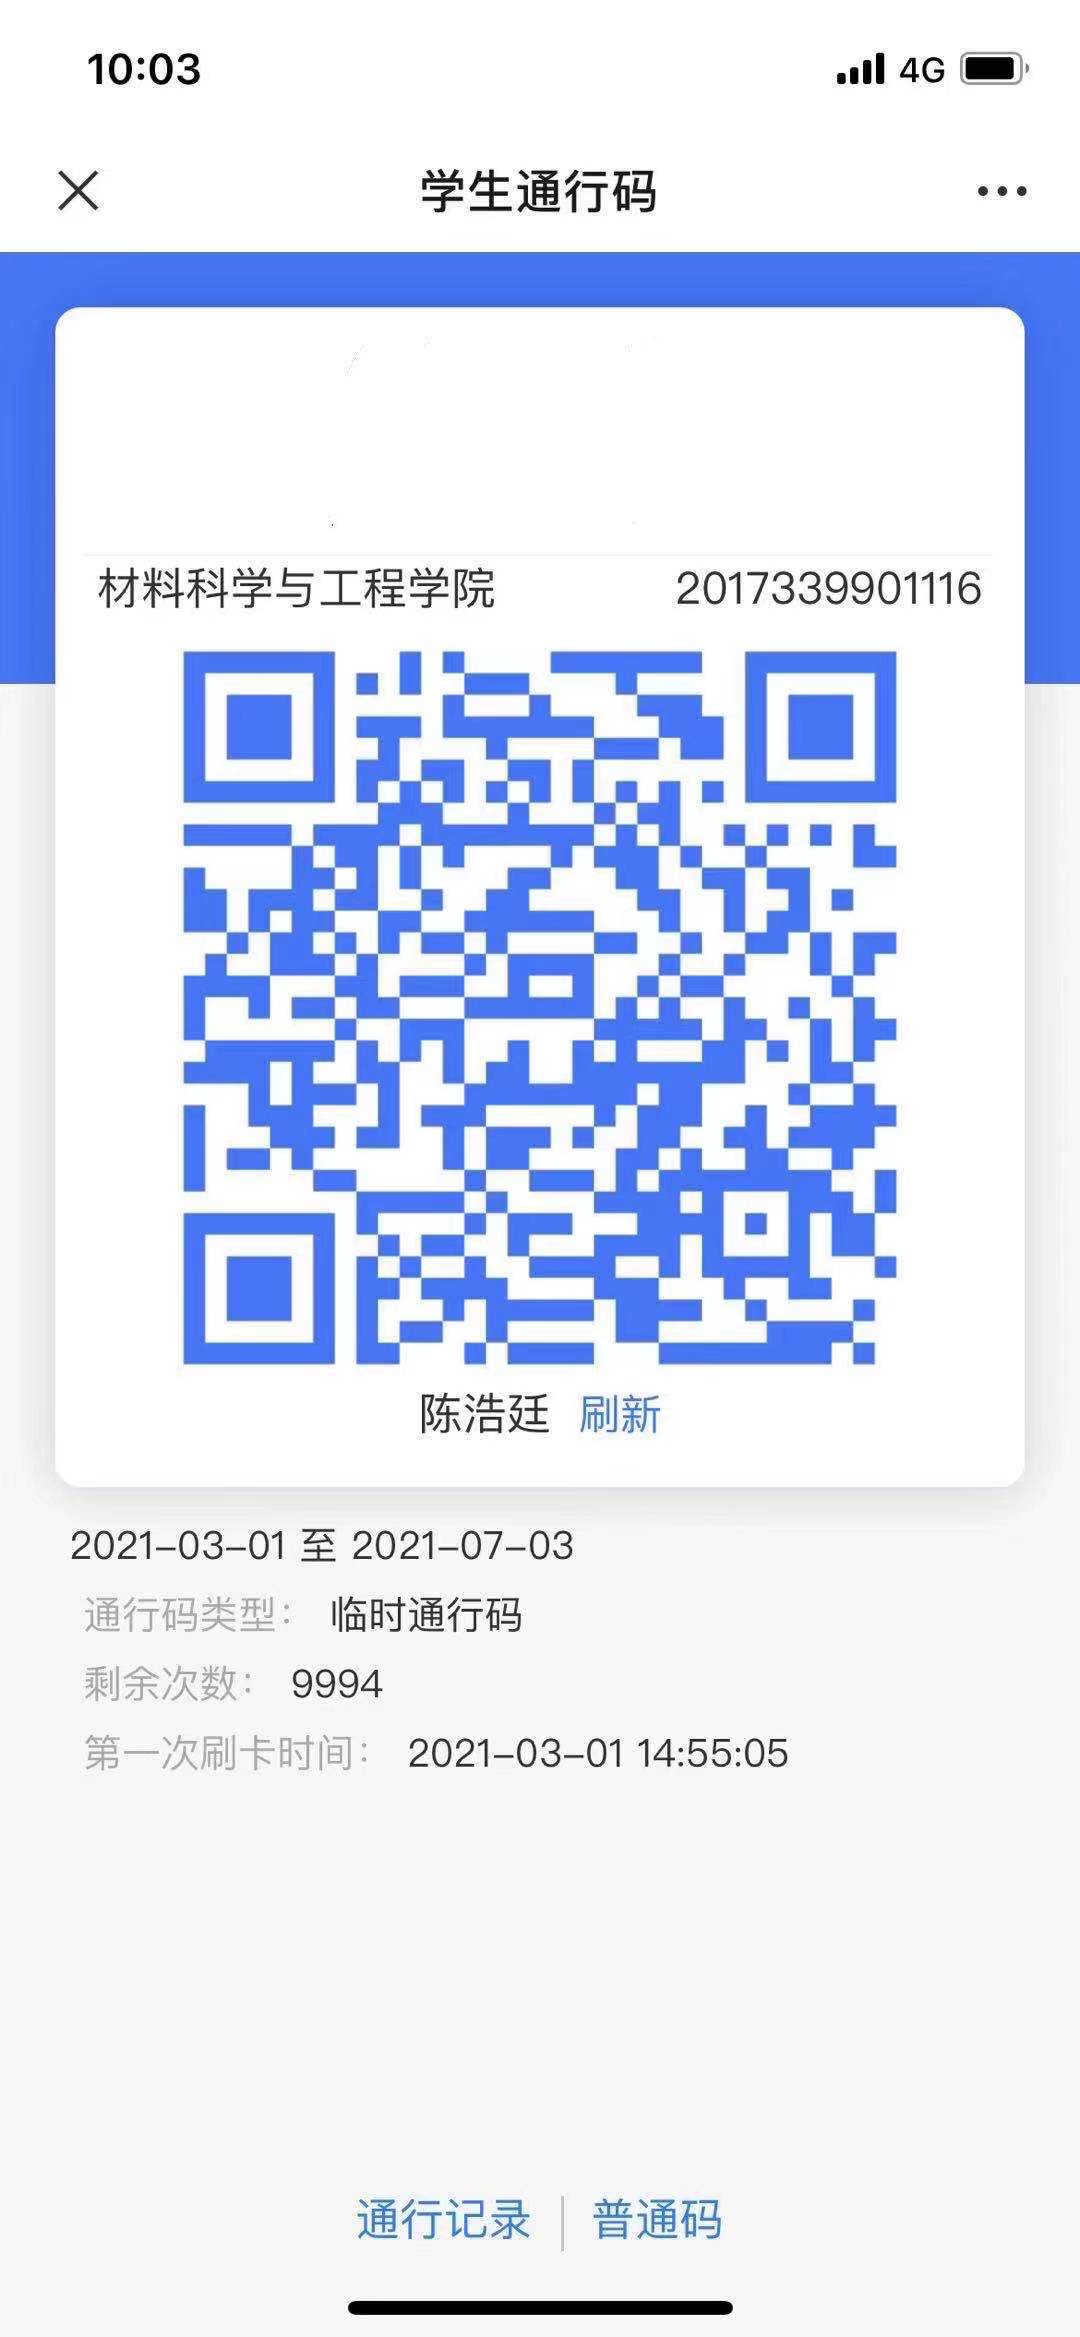 10:03 4G
学生通行码
材料科学与工程学院 2017339901116
陈浩廷 刷新
2021-03-01 至 2021-07-03
通行码类型： 临时通行码
剩余次数： 9994
第一次刷卡时间： 2021-03-01 14:55:05
通行记录 普通码